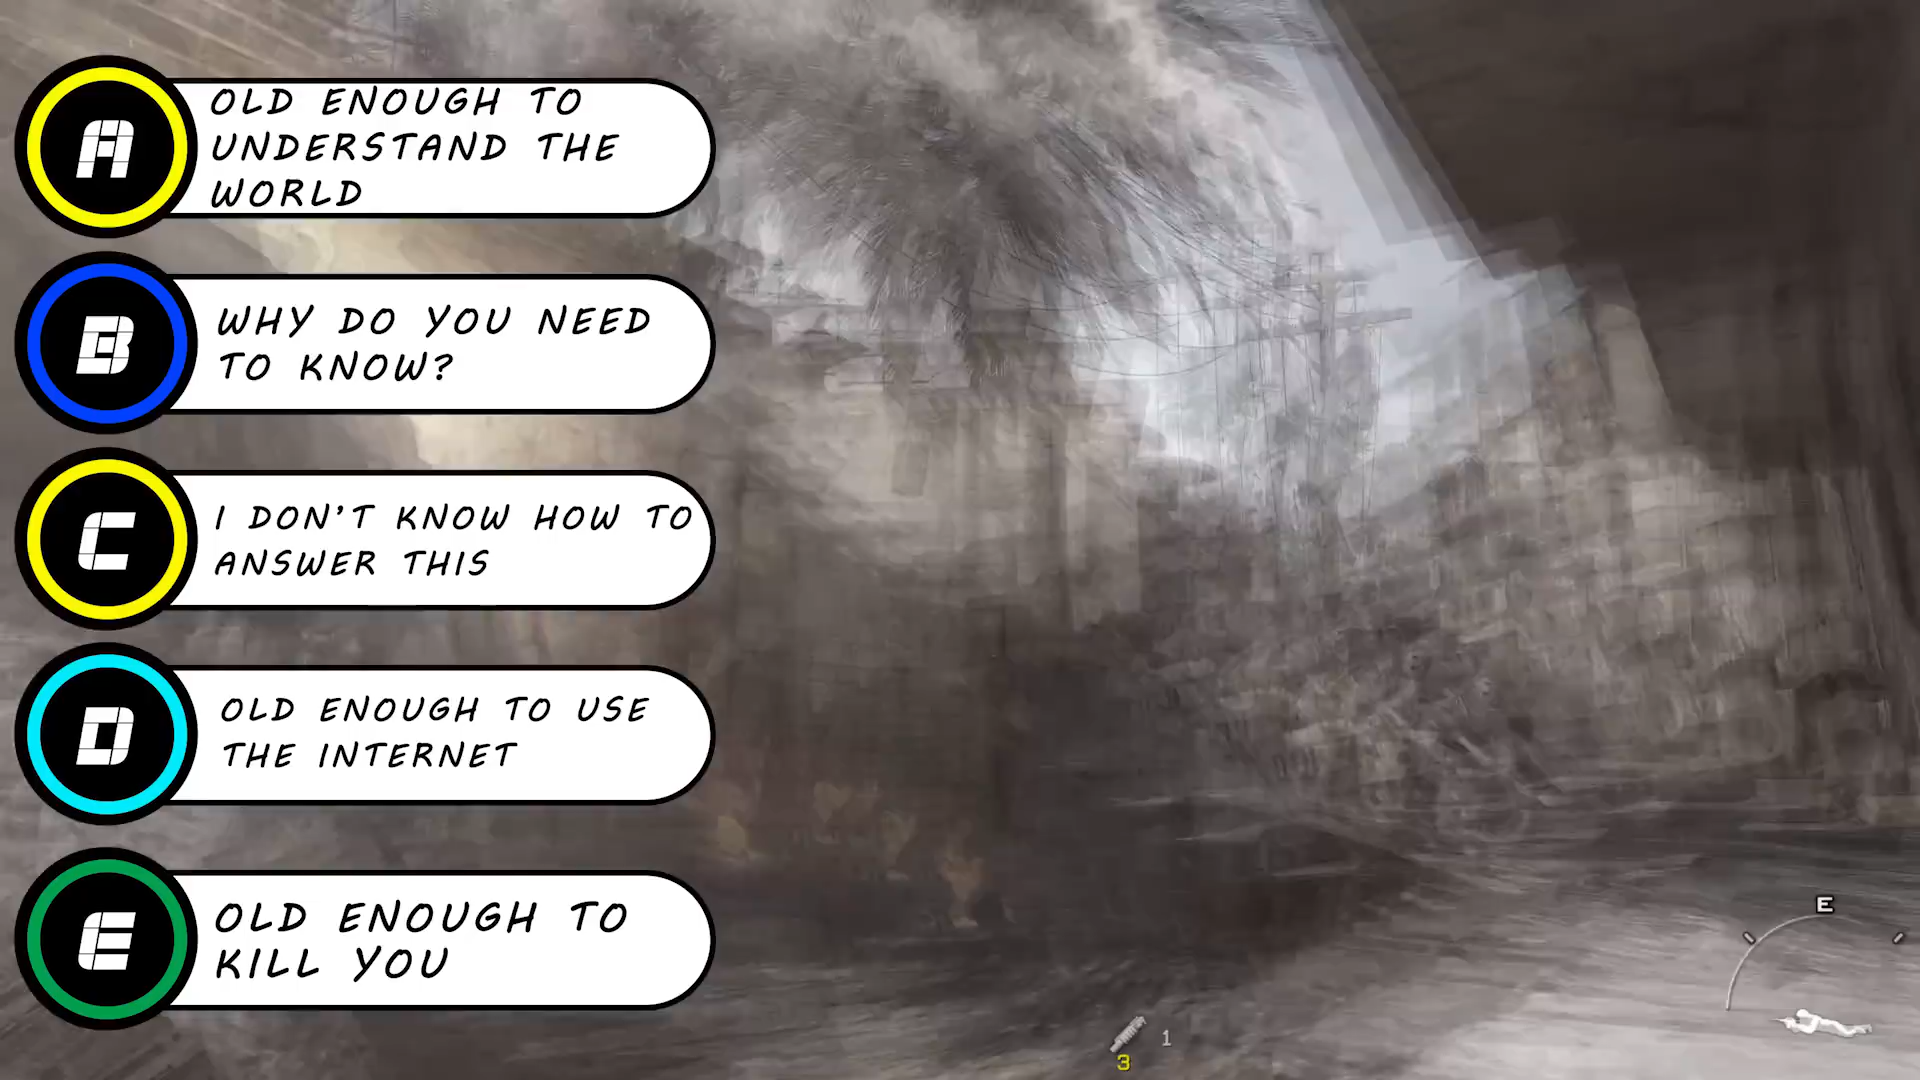 A
OLD ENOUGH TO
UNDERSTAND THE
WORLD
B
WHY DO YOU NEED
TO KNOW?
C
I DON'T KNOW HOW TO
ANSWER THIS
D
OLD ENOUGH TO USE
THE INTERNET
E
OLD ENOUGH TO
KILL YOU
E
1
3